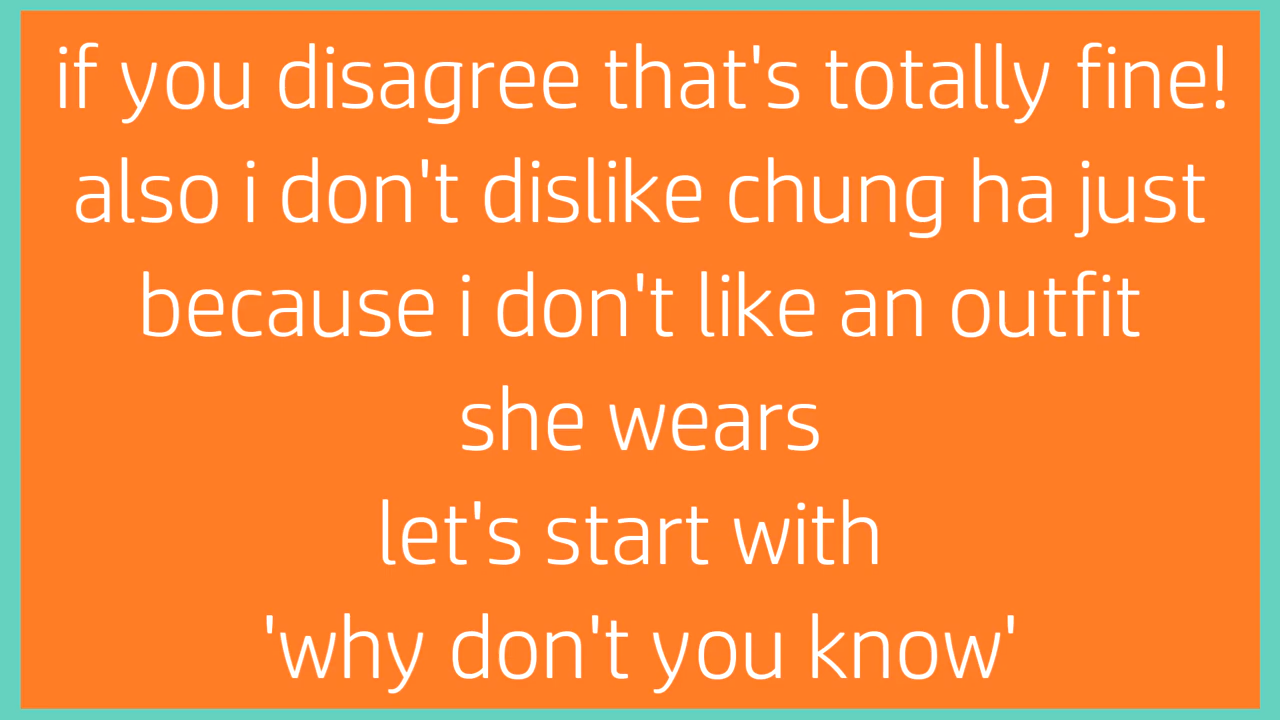 if you disagree that's totally fine!
also i don't dislike chung ha just
because i don't like an outfit
she wears
let's start with
'why don't you know'